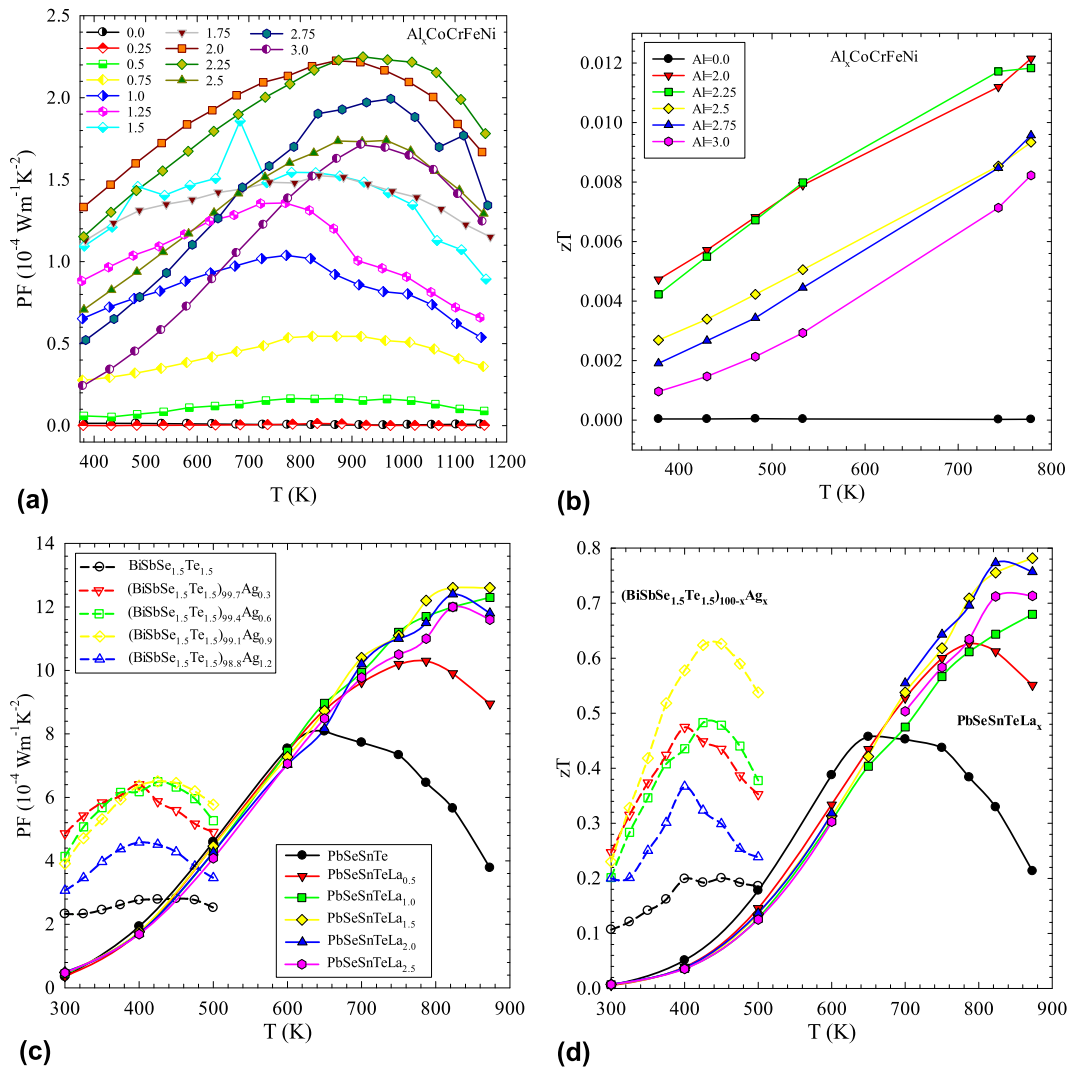 PF (10⁻⁴ Wm⁻¹K⁻²)
2.5
2.0
1.5
1.0
0.5
0.0
0.0
0.25
0.5
0.75
1.0
1.25
1.5
1.75
2.0
2.25
2.5
2.75
3.0
AlₓCoCrFeNi
400 500 600 700 800 900 1000 1100 1200
T (K)
(a)
zT
0.012
0.010
0.008
0.006
0.004
0.002
0.000
Al=0.0
Al=2.0
Al=2.25
Al=2.5
Al=2.75
Al=3.0
AlₓCoCrFeNi
400 500 600 700 800
T (K)
(b)
PF (10⁻⁴ Wm⁻¹K⁻²)
14
12
10
8
6
4
2
0
BiSbSe₁.₅Te₁.₅
(BiSbSe₁.₅Te₁.₅)₉₉.₇Ag₀.₃
(BiSbSe₁.₅Te₁.₅)₉₉.₄Ag₀.₆
(BiSbSe₁.₅Te₁.₅)₉₉.₁Ag₀.₉
(BiSbSe₁.₅Te₁.₅)₉₈.₈Ag₁.₂
PbSeSnTe
PbSeSnTeLa₀.₅
PbSeSnTeLa₁.₀
PbSeSnTeLa₁.₅
PbSeSnTeLa₂.₀
PbSeSnTeLa₂.₅
300 400 500 600 700 800 900
T (K)
(c)
zT
0.8
0.7
0.6
0.5
0.4
0.3
0.2
0.1
0.0
(BiSbSe₁.₅Te₁.₅)₁₀₀₋ₓAgₓ
PbSeSnTeLaₓ
300 400 500 600 700 800 900
T (K)
(d)